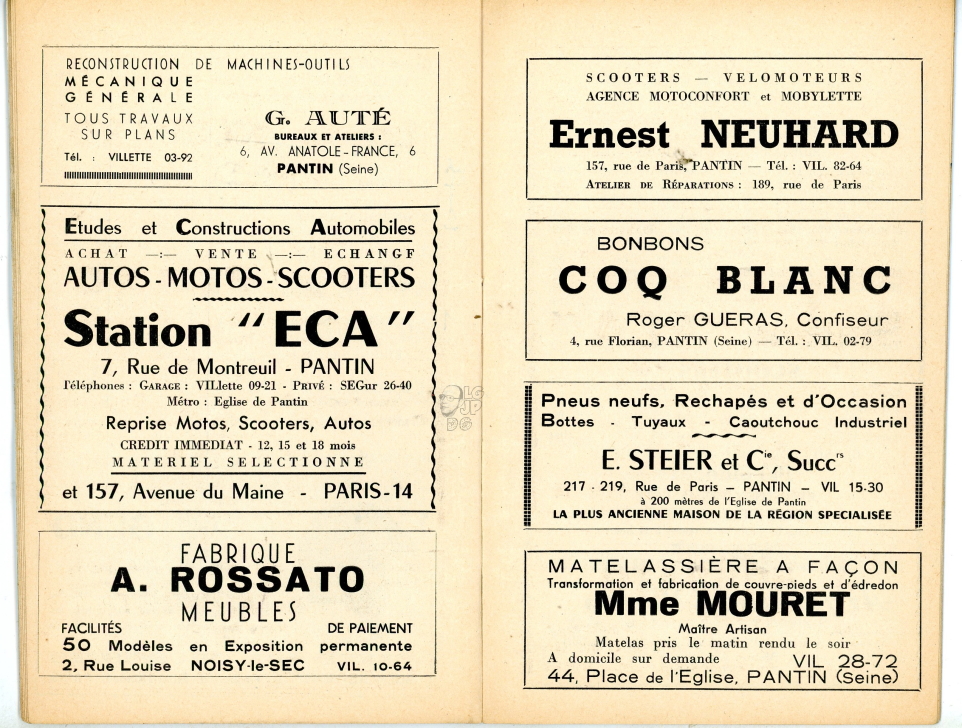 RECONSTRUCTION DE MACHINES-OUTILS
MÉCANIQUE
GÉNÉRALE
TOUS TRAVAUX
SUR PLANS
Tél. : VILLETTE 03-92
Gr. AUTÉ
BUREAUX ET ATELIERS :
6, AV. ANATOLE-FRANCE, 6
PANTIN (Seine)
Etudes et Constructions Automobiles
ACHAT —:— VENTE —:— ECHANGE
AUTOS - MOTOS - SCOOTERS
Station "ECA"
7, Rue de Montreuil - PANTIN
Téléphones : GARAGE : VILlette 09-21 - PRIVÉ : SEGur 26-40
Métro : Eglise de Pantin
Reprise Motos, Scooters, Autos
CREDIT IMMEDIAT - 12, 15 et 18 mois
MATERIEL SELECTIONNE
et 157, Avenue du Maine - PARIS-14
FABRIQUE
A. ROSSATO
MEUBLES
FACILITÉS DE PAIEMENT
50 Modèles en Exposition permanente
2, Rue Louise NOISY-le-SEC VIL. 10-64
SCOOTERS — VELOMOTEURS
AGENCE MOTOCONFORT et MOBYLETTE
Ernest NEUHARD
157, rue de Paris, PANTIN — Tél. : VIL. 82-64
ATELIER DE RÉPARATIONS : 189, rue de Paris
BONBONS
COQ BLANC
Roger GUERAS, Confiseur
4, rue Florian, PANTIN (Seine) — Tél. : VIL. 02-79
Pneus neufs, Rechapés et d'Occasion
Bottes - Tuyaux - Caoutchouc Industriel
E. STEIER et Cie, Succrs
217 - 219, Rue de Paris - PANTIN - VIL 15-30
à 200 mètres de l'Eglise de Pantin
LA PLUS ANCIENNE MAISON DE LA RÉGION SPECIALISÉE
MATELASSIÈRE A FAÇON
Transformation et fabrication de couvre-pieds et d'édredon
Mme MOURET
Maître Artisan
Matelas pris le matin rendu le soir
A domicile sur demande VIL 28-72
44, Place de l'Eglise, PANTIN (Seine)
LG
JP
DG